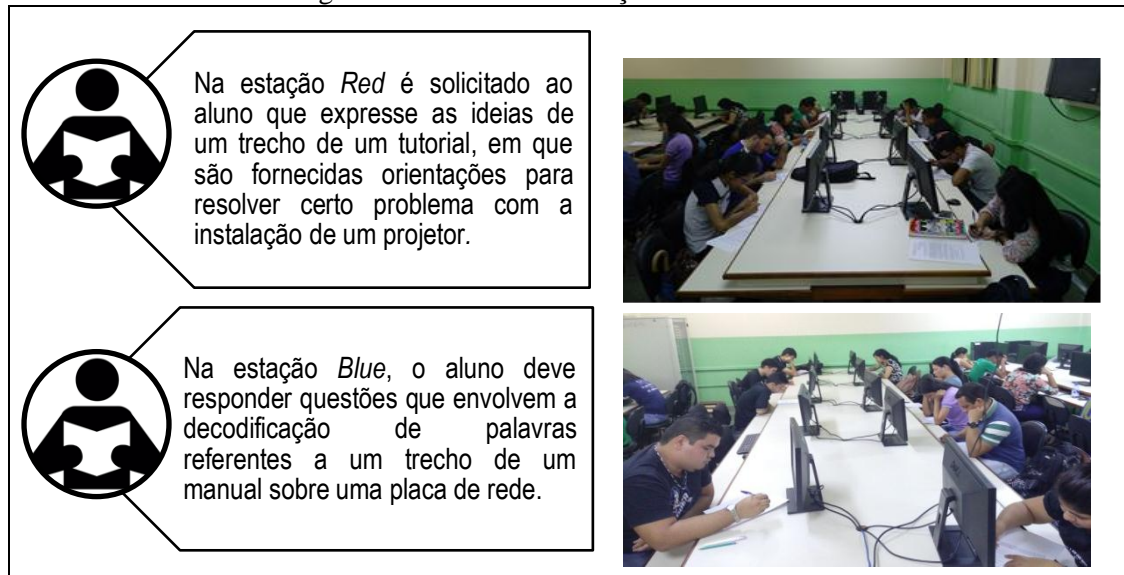 Na estação Red é solicitado ao
aluno que expresse as ideias de
um trecho de um tutorial, em que
são fornecidas orientações para
resolver certo problema com a
instalação de um projetor.
Na estação Blue, o aluno deve
responder questões que envolvem a
decodificação de palavras
referentes a um trecho de um
manual sobre uma placa de rede.